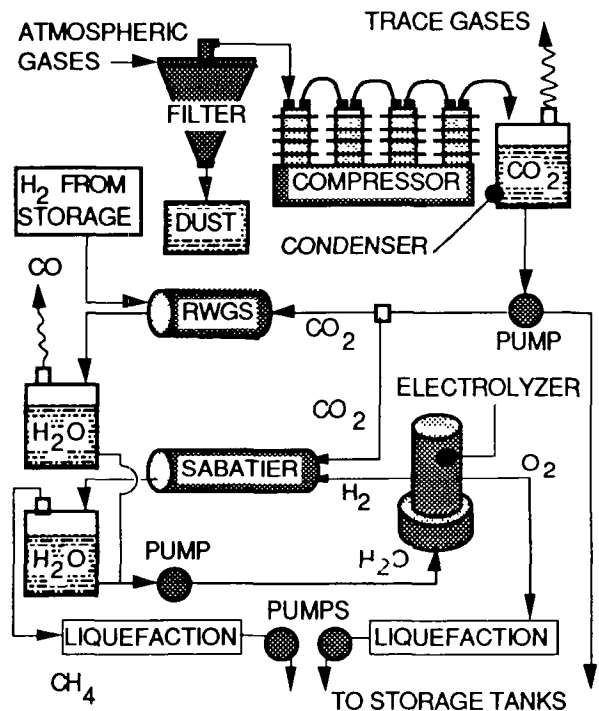 TRACE GASES
ATMOSPHERIC
GASES
FILTER
COMPRESSOR
CO2
H2 FROM
STORAGE
DUST
CONDENSER
CO
RWGS
CO2
PUMP
ELECTROLYZER
CO2
H2O
SABATIER
H2
O2
H2O
PUMP
H2O
PUMPS
LIQUEFACTION
LIQUEFACTION
CH4
TO STORAGE TANKS